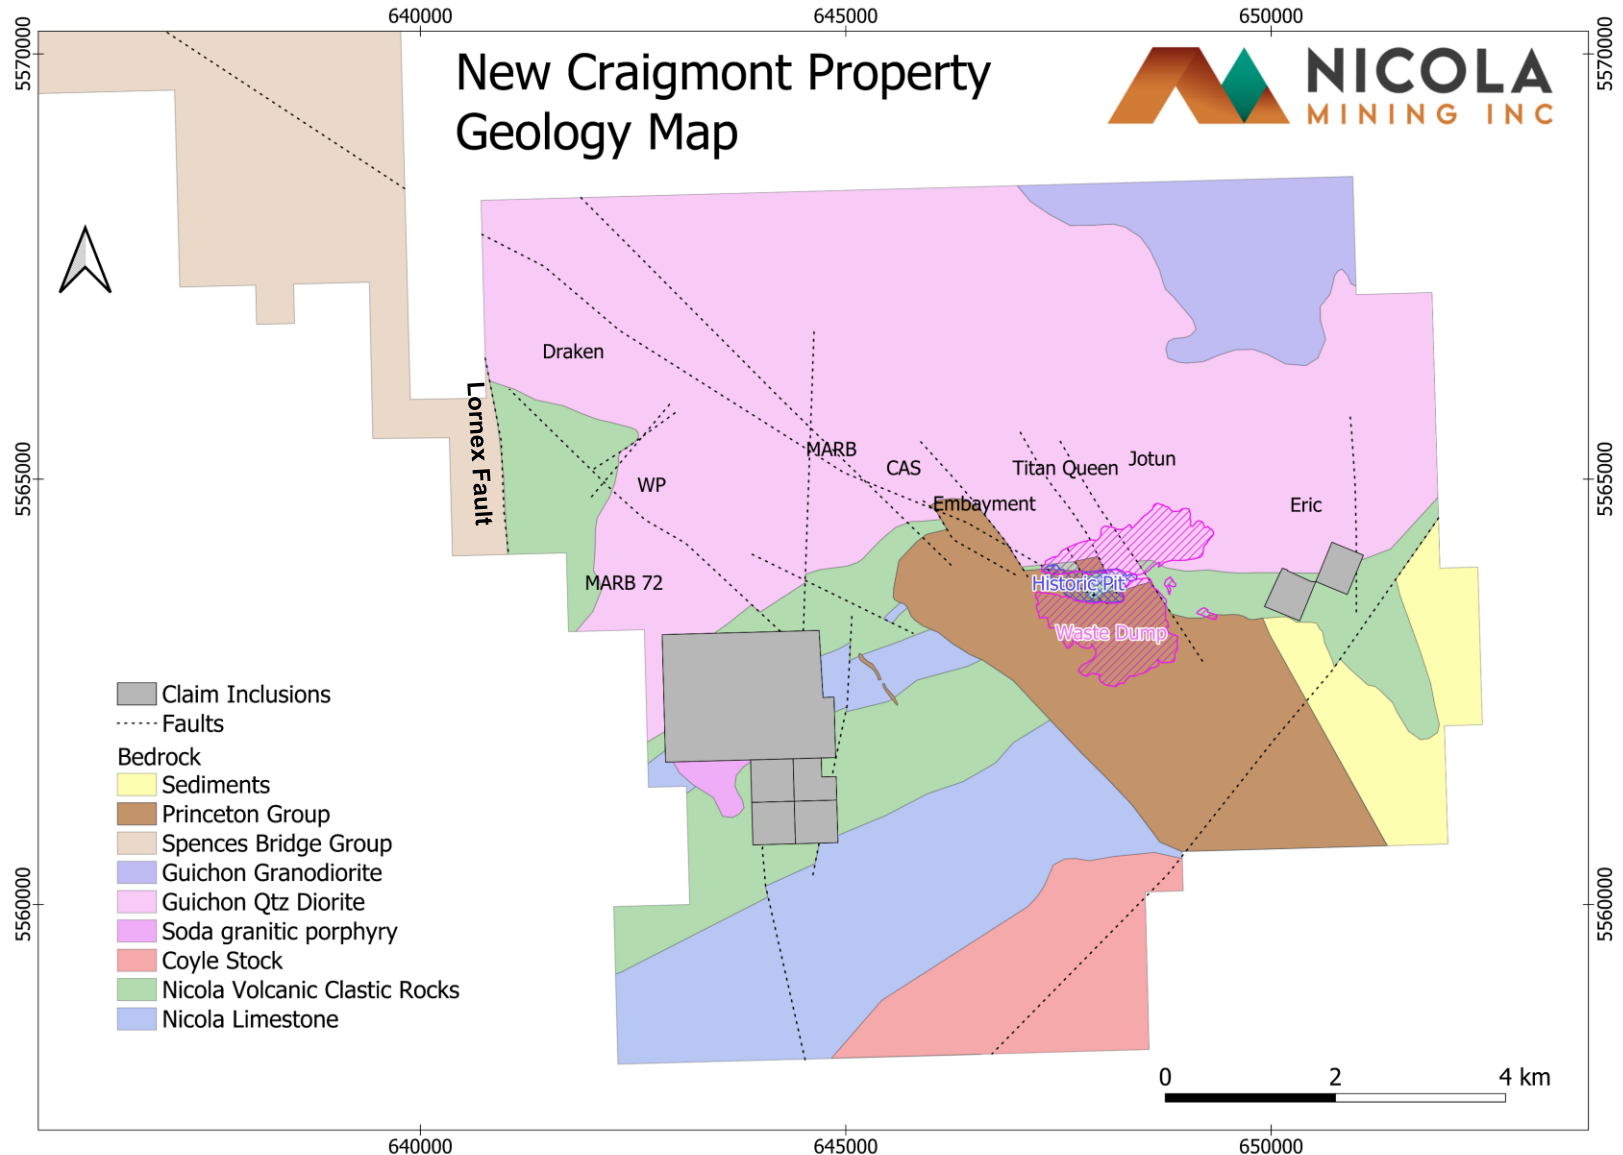 640000
645000
650000
5570000
5570000
New Craigmont Property
Geology Map
NICOLA
MINING INC
Draken
Lornex Fault
MARB
CAS
Titan Queen
Jotun
WP
Embayment
Eric
5565000
5565000
MARB 72
Historic Pit
Waste Dump
Claim Inclusions
Faults
Bedrock
Sediments
Princeton Group
Spences Bridge Group
Guichon Granodiorite
Guichon Qtz Diorite
Soda granitic porphyry
Coyle Stock
Nicola Volcanic Clastic Rocks
Nicola Limestone
5560000
5560000
0 2 4 km
640000
645000
650000